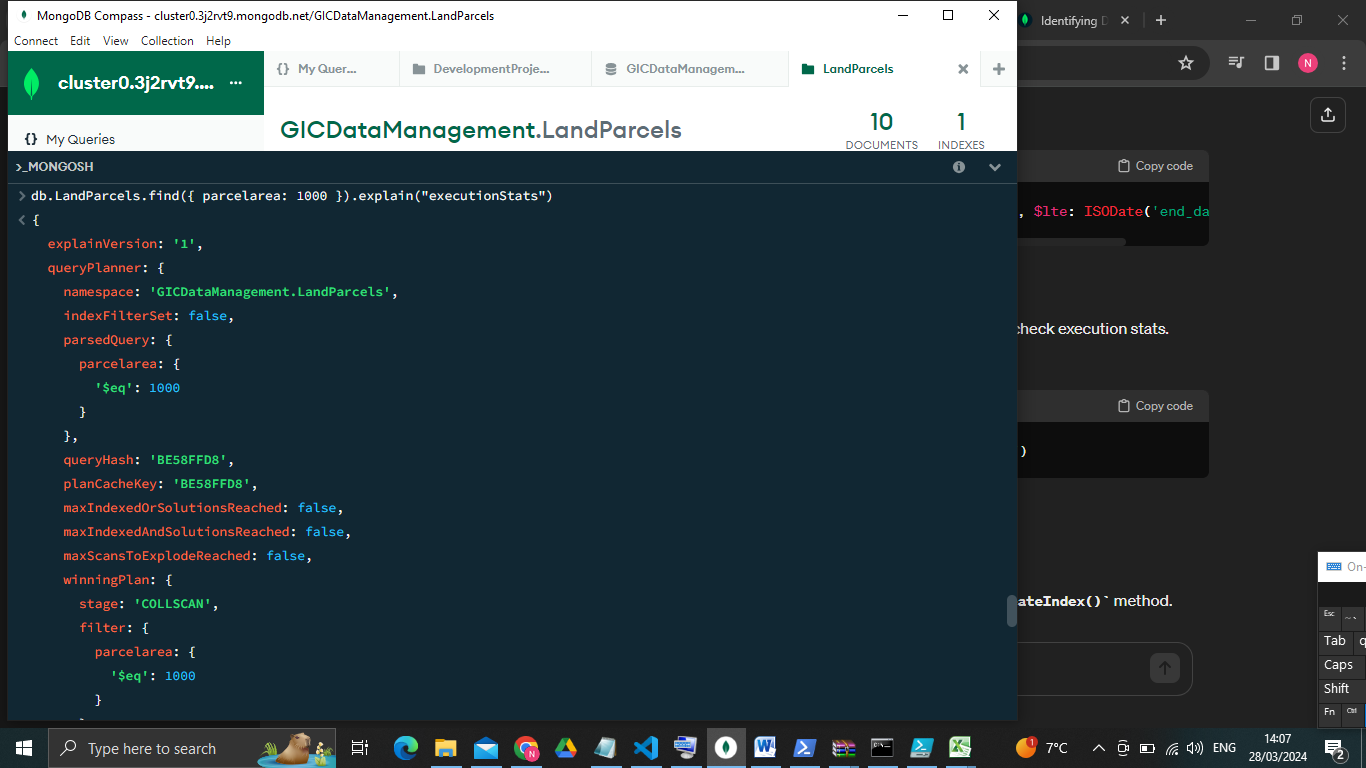 MongoDB Compass - cluster0.3j2rvt9.mongodb.net/GICDataManagement.LandParcels
Connect Edit View Collection Help
cluster0.3j2rvt9.... ...
{} My Quer...
DevelopmentProje...
GICDataManagem...
LandParcels
Identifying D
N
{} My Queries
GICDataManagement.LandParcels
10
DOCUMENTS
1
INDEXES
>_MONGOSH
> db.LandParcels.find({ parcelarea: 1000 }).explain("executionStats")
< {
explainVersion: '1',
queryPlanner: {
namespace: 'GICDataManagement.LandParcels',
indexFilterSet: false,
parsedQuery: {
parcelarea: {
'$eq': 1000
}
},
queryHash: 'BE58FFD8',
planCacheKey: 'BE58FFD8',
maxIndexedOrSolutionsReached: false,
maxIndexedAndSolutionsReached: false,
maxScansToExplodeReached: false,
winningPlan: {
stage: 'COLLSCAN',
filter: {
parcelarea: {
'$eq': 1000
}
Copy code
, $lte: ISODate('end_da
check execution stats.
Copy code
)
ateIndex()` method.
On-
Esc ~ `
Tab q
Caps
Shift
Fn Ctrl
Type here to search
1
7°C
ENG
14:07
28/03/2024
2